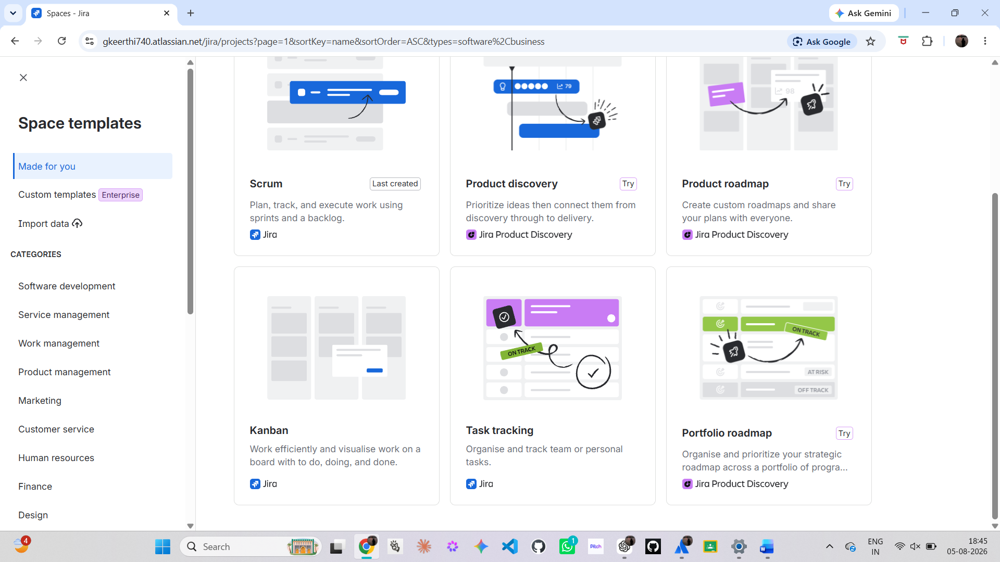 Spaces - Jira
Ask Gemini
gkeerthi740.atlassian.net/jira/projects?page=1&sortKey=name&sortOrder=ASC&types=software%2Cbusiness
Ask Google
Space templates
Made for you
Custom templates Enterprise
Import data
CATEGORIES
Software development
Service management
Work management
Product management
Marketing
Customer service
Human resources
Finance
Design
79
98
Scrum
Last created
Plan, track, and execute work using
sprints and a backlog.
Jira
Product discovery
Try
Prioritize ideas then connect them from
discovery through to delivery.
Jira Product Discovery
Product roadmap
Try
Create custom roadmaps and share
your plans with everyone.
Jira Product Discovery
Kanban
Work efficiently and visualise work on a
board with to do, doing, and done.
Jira
ON TRACK
Task tracking
Organise and track team or personal
tasks.
Jira
ON TRACK
AT RISK
OFF TRACK
Portfolio roadmap
Try
Organise and prioritize your strategic
roadmap across a portfolio of progra...
Jira Product Discovery
4
Search
1
Pitch
W
ENG
IN
18:45
05-08-2026